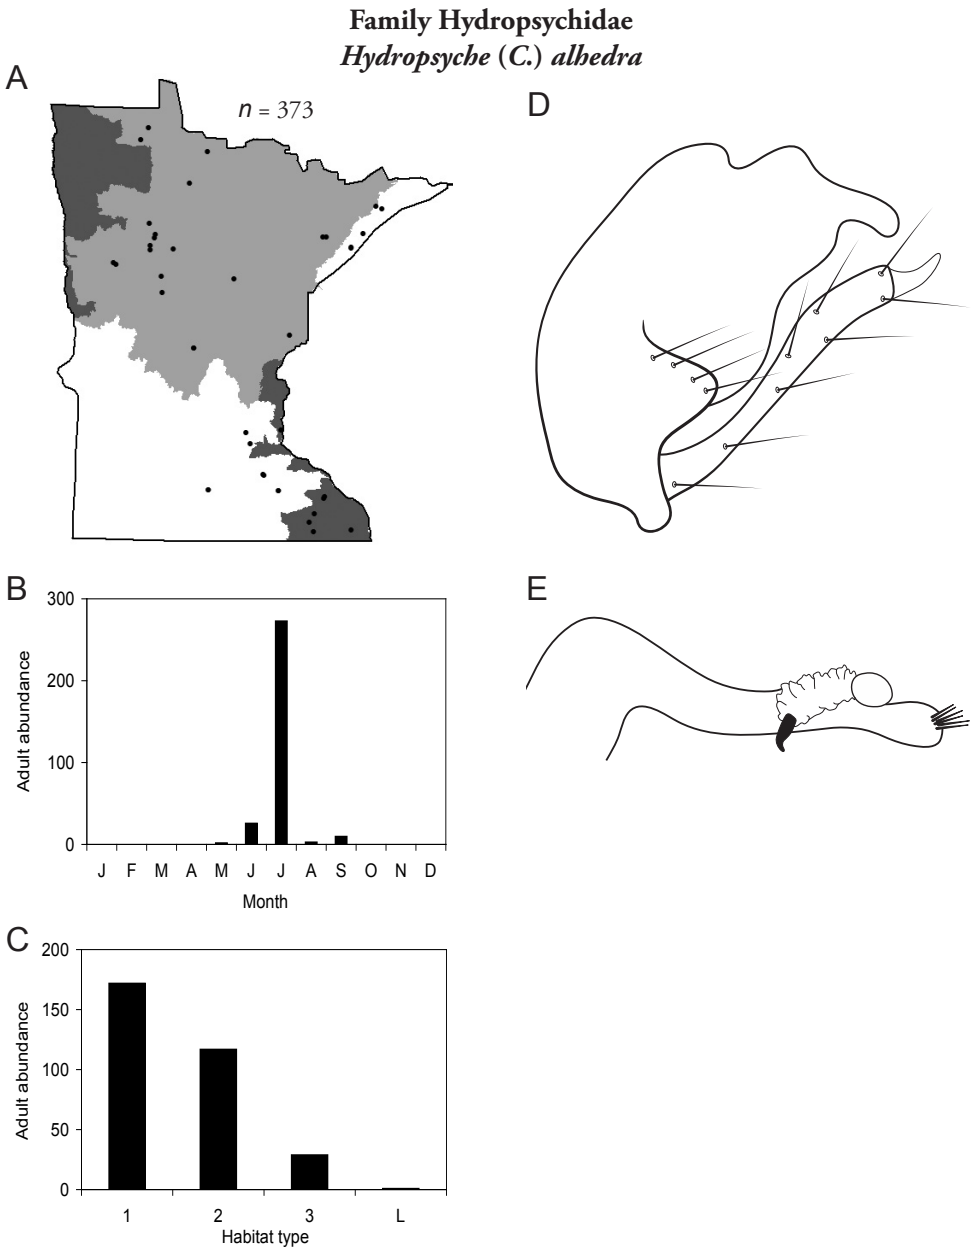 Family Hydropsychidae
Hydropsyche (C.) alhedra
A
n = 373
D
B
300
200
100
0
Adult abundance
J F M A M J J A S O N D
Month
E
C
200
150
100
50
0
Adult abundance
1 2 3 L
Habitat type